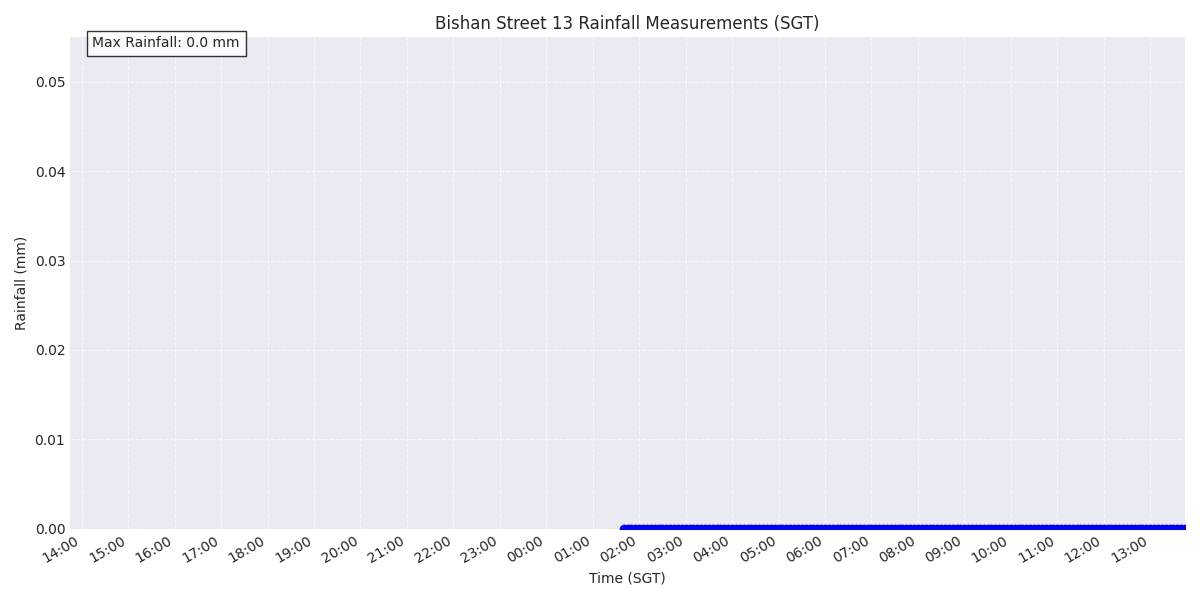 Bishan Street 13 Rainfall Measurements (SGT)
Max Rainfall: 0.0 mm
0.05
0.04
0.03
0.02
0.01
0.00
Rainfall (mm)
14:00 15:00 16:00 17:00 18:00 19:00 20:00 21:00 22:00 23:00 00:00 01:00 02:00 03:00 04:00 05:00 06:00 07:00 08:00 09:00 10:00 11:00 12:00 13:00
Time (SGT)